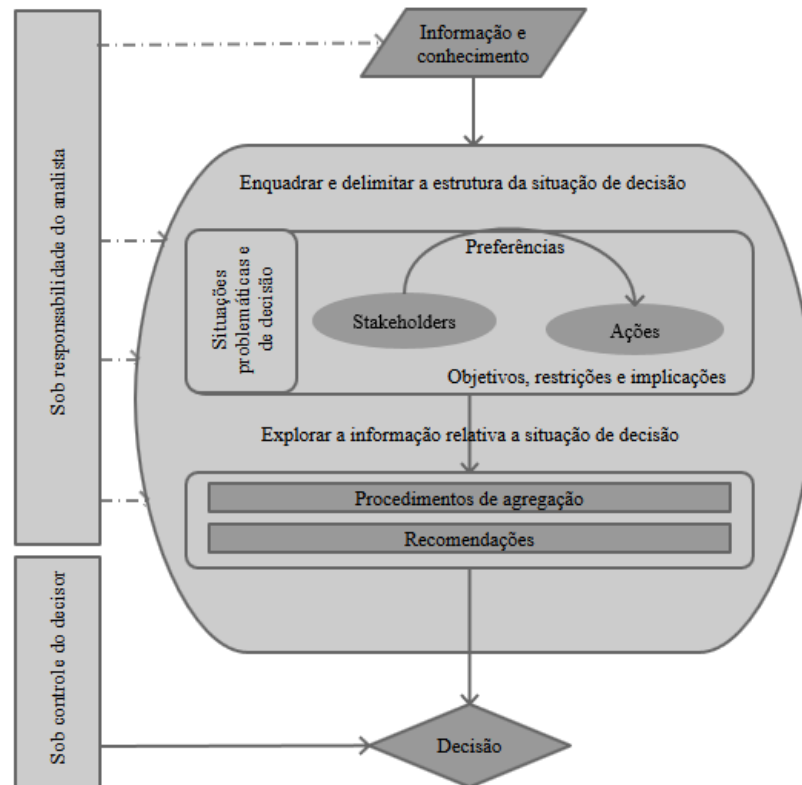 Informação e
conhecimento
Sob responsabilidade do analista
Enquadrar e delimitar a estrutura da situação de decisão
Situações
problemáticas e
de decisão
Preferências
Stakeholders
Ações
Objetivos, restrições e implicações
Explorar a informação relativa a situação de decisão
Procedimentos de agregação
Recomendações
Sob controle do decisor
Decisão